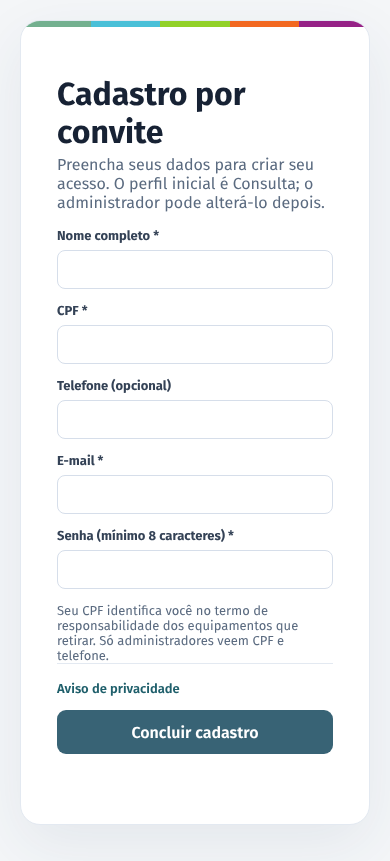 Cadastro por
convite
Preencha seus dados para criar seu
acesso. O perfil inicial é Consulta; o
administrador pode alterá-lo depois.
Nome completo *
CPF *
Telefone (opcional)
E-mail *
Senha (mínimo 8 caracteres) *
Seu CPF identifica você no termo de
responsabilidade dos equipamentos que
retirar. Só administradores veem CPF e
telefone.
Aviso de privacidade
Concluir cadastro